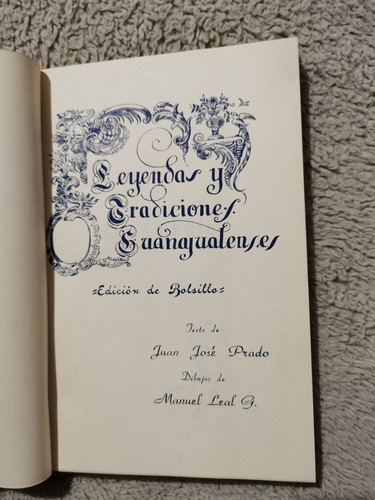 Leyendas y
Tradiciones
Guanajuatenses
=Edición de Bolsillo=
Texto de
Juan José Prado
Dibujos de
Manuel Leal G.